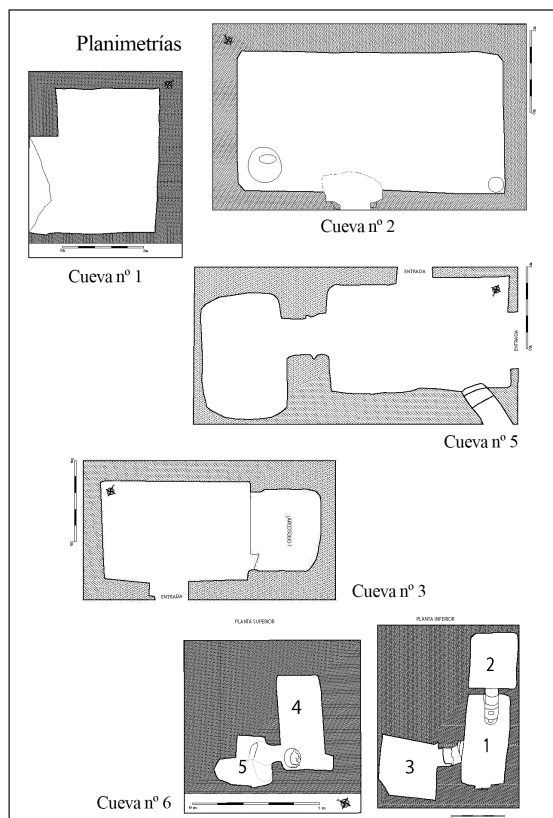 Planimetrías
Cueva nº 1
Cueva nº 2
ENTRADA
ENTRADA
Cueva nº 5
¿ARCOSOLIO?
ENTRADA
Cueva nº 3
PLANTA SUPERIOR
PLANTA INFERIOR
4
5
2
1
3
Cueva nº 6